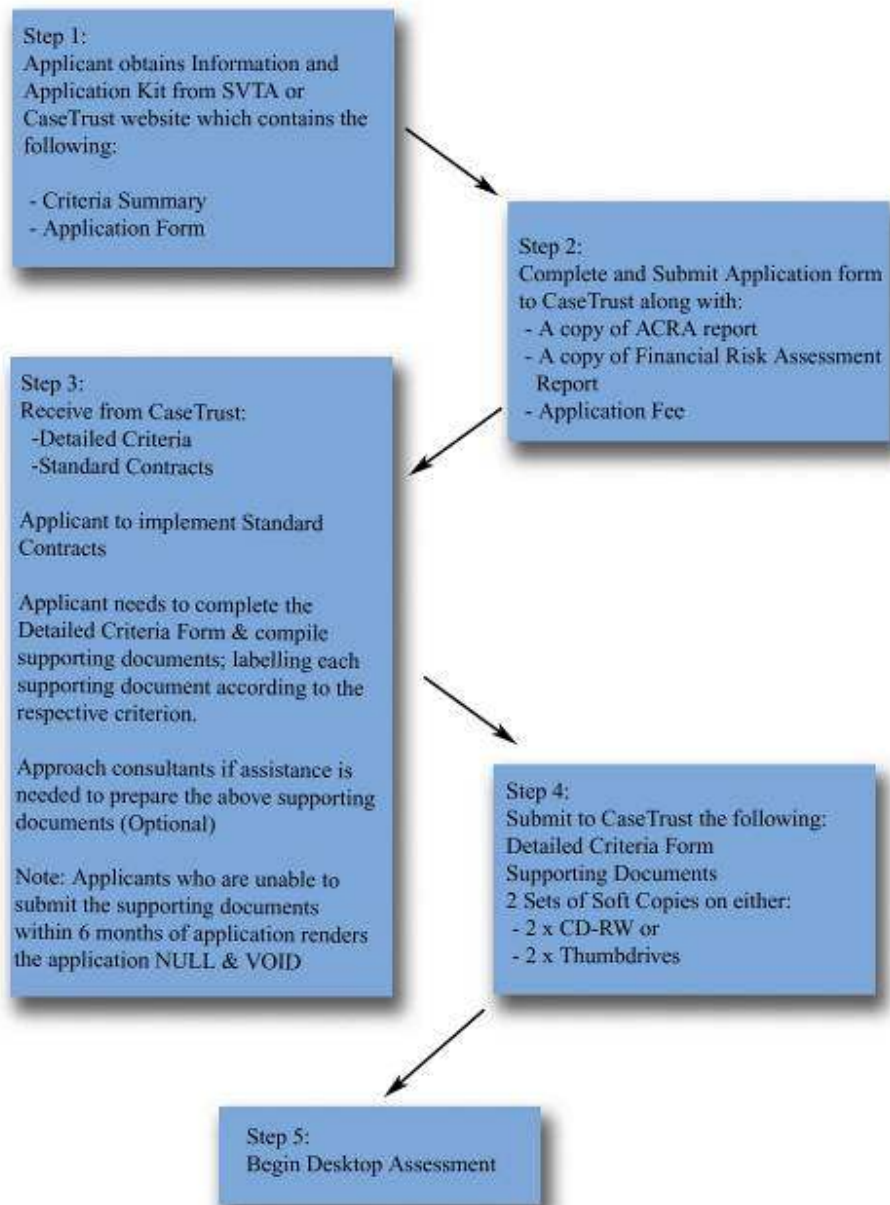 Step 1:
Applicant obtains Information and
Application Kit from SVTA or
CaseTrust website which contains the
following:
- Criteria Summary
- Application Form
Step 2:
Complete and Submit Application form
to CaseTrust along with:
- A copy of ACRA report
- A copy of Financial Risk Assessment
Report
- Application Fee
Step 3:
Receive from CaseTrust:
-Detailed Criteria
-Standard Contracts
Applicant to implement Standard
Contracts
Applicant needs to complete the
Detailed Criteria Form & compile
supporting documents; labelling each
supporting document according to the
respective criterion.
Approach consultants if assistance is
needed to prepare the above supporting
documents (Optional)
Note: Applicants who are unable to
submit the supporting documents
within 6 months of application renders
the application NULL & VOID
Step 4:
Submit to CaseTrust the following:
Detailed Criteria Form
Supporting Documents
2 Sets of Soft Copies on either:
- 2 x CD-RW or
- 2 x Thumbdrives
Step 5:
Begin Desktop Assessment